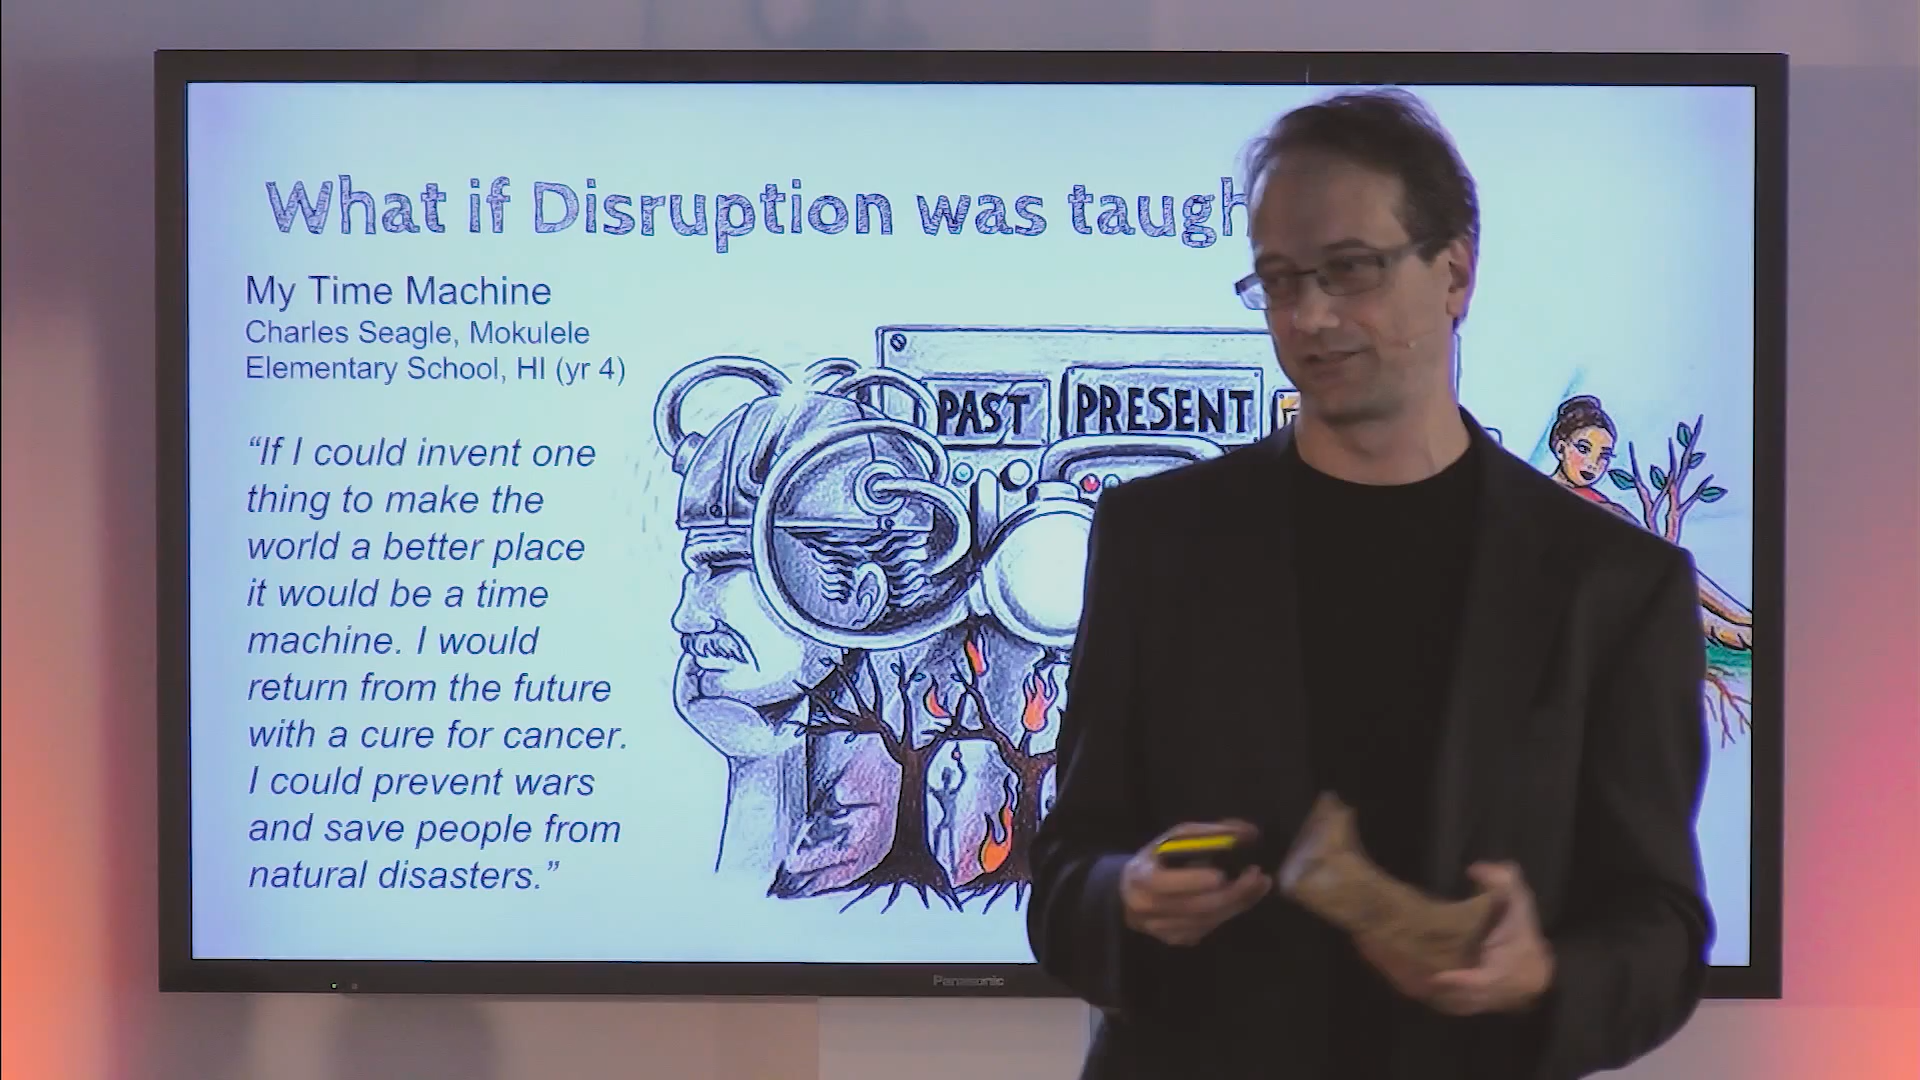 What if Disruption was taugh
My Time Machine
Charles Seagle, Mokulele
Elementary School, HI (yr 4)
“If I could invent one
thing to make the
world a better place
it would be a time
machine. I would
return from the future
with a cure for cancer.
I could prevent wars
and save people from
natural disasters.”
PAST PRESENT
Panasonic